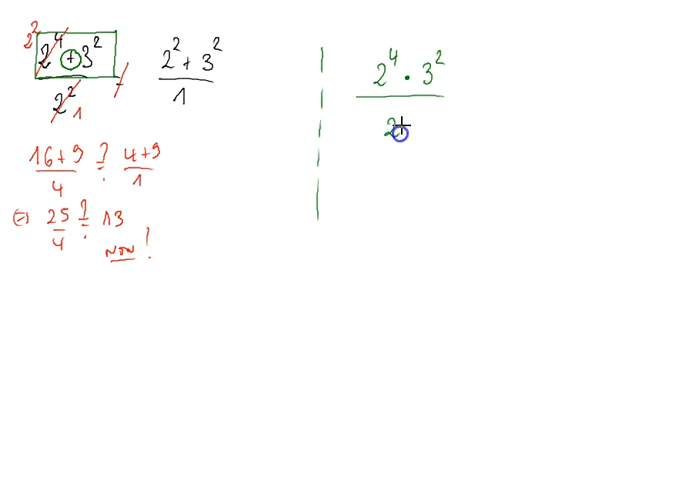 2²
2⁴ + 3² ≠ 2² + 3²
2² 1 1
2⁴ · 3²
2
16+9 ? 4+9
4 = 1
⇔ 25 ? 13
4 =
NON !